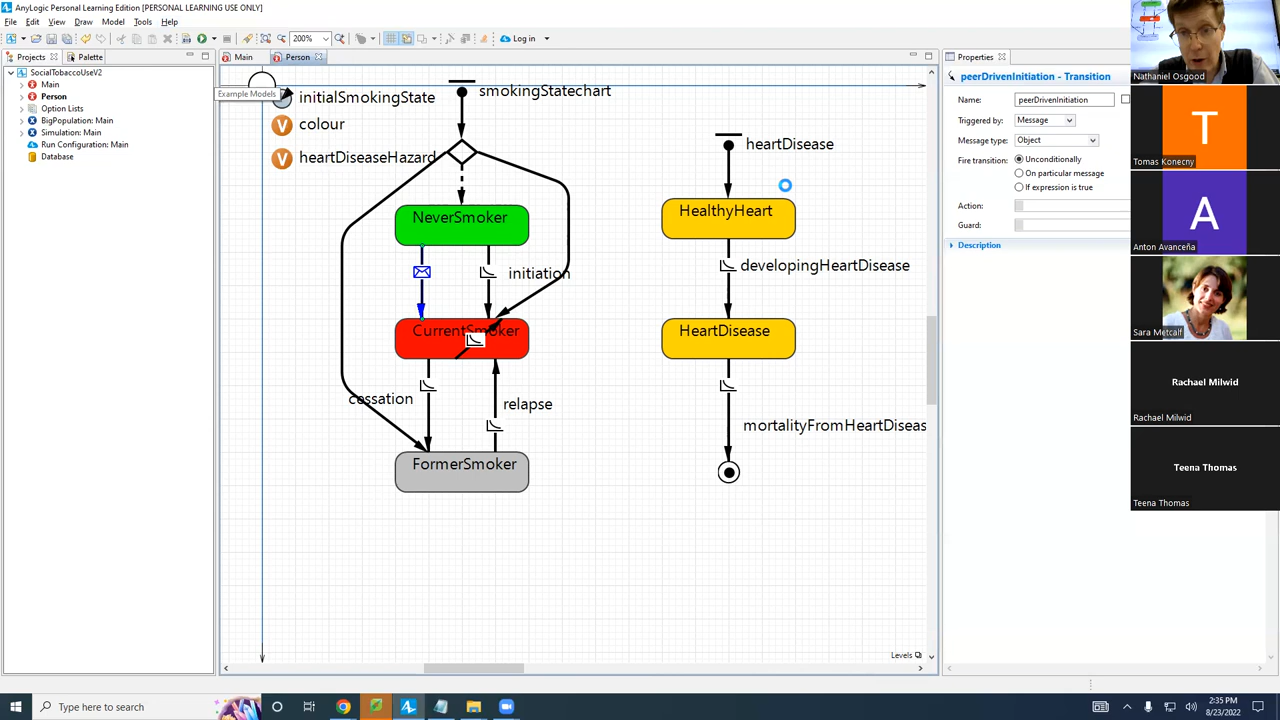 AnyLogic Personal Learning Edition [PERSONAL LEARNING USE ONLY]
File Edit View Draw Model Tools Help
200%
Log in
Projects
Palette
Main
Person
Properties
SocialTobaccoUseV2
Main
Person
Option Lists
BigPopulation: Main
Simulation: Main
Run Configuration: Main
Database
Example Models
initialSmokingState
colour
heartDiseaseHazard
smokingStatechart
NeverSmoker
initiation
CurrentSmoker
cessation
relapse
FormerSmoker
heartDisease
HealthyHeart
developingHeartDisease
HeartDisease
mortalityFromHeartDiseas
Levels
peerDrivenInitiation - Transition
Name: peerDrivenInitiation
Triggered by: Message
Message type: Object
Fire transition: Unconditionally
On particular message
If expression is true
Action:
Guard:
Description
Nathaniel Osgood
T
Tomas Konecny
A
Anton Avanceña
Sara Metcalf
Rachael Milwid
Rachael Milwid
Teena Thomas
Teena Thomas
Type here to search
2:35 PM
8/23/2022